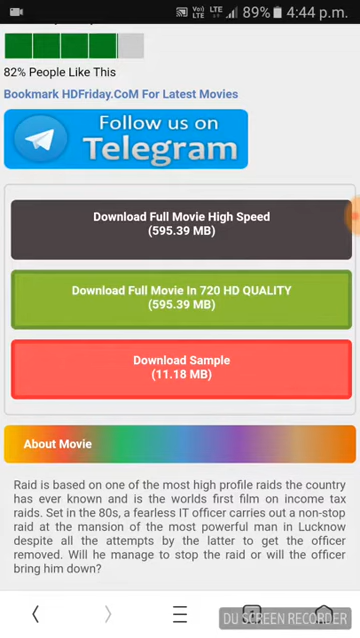 Vo)) LTE LTE 89% 4:44 p.m.
82% People Like This
Bookmark HDFriday.CoM For Latest Movies
Follow us on
Telegram
Download Full Movie High Speed
(595.39 MB)
Download Full Movie In 720 HD QUALITY
(595.39 MB)
Download Sample
(11.18 MB)
About Movie
Raid is based on one of the most high profile raids the country
has ever known and is the worlds first film on income tax
raids. Set in the 80s, a fearless IT officer carries out a non-stop
raid at the mansion of the most powerful man in Lucknow
despite all the attempts by the latter to get the officer
removed. Will he manage to stop the raid or will the officer
bring him down?
DU SCREEN RECORDER